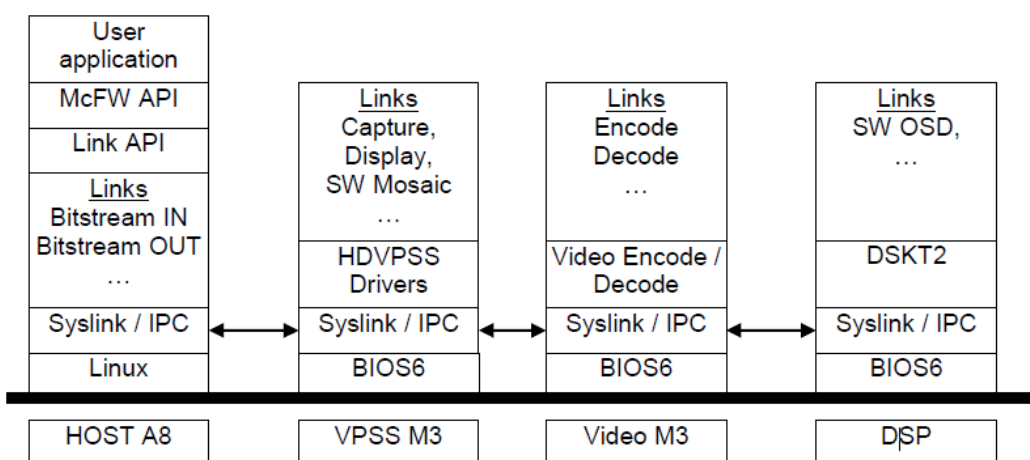 User
application
McFW API
Link API
Links
Bitstream IN
Bitstream OUT
…
Syslink / IPC
Linux
HOST A8
Links
Capture,
Display,
SW Mosaic
…
HDVPSS
Drivers
Syslink / IPC
BIOS6
VPSS M3
Links
Encode
Decode
…
Video Encode /
Decode
Syslink / IPC
BIOS6
Video M3
Links
SW OSD,
…
DSKT2
Syslink / IPC
BIOS6
DSP